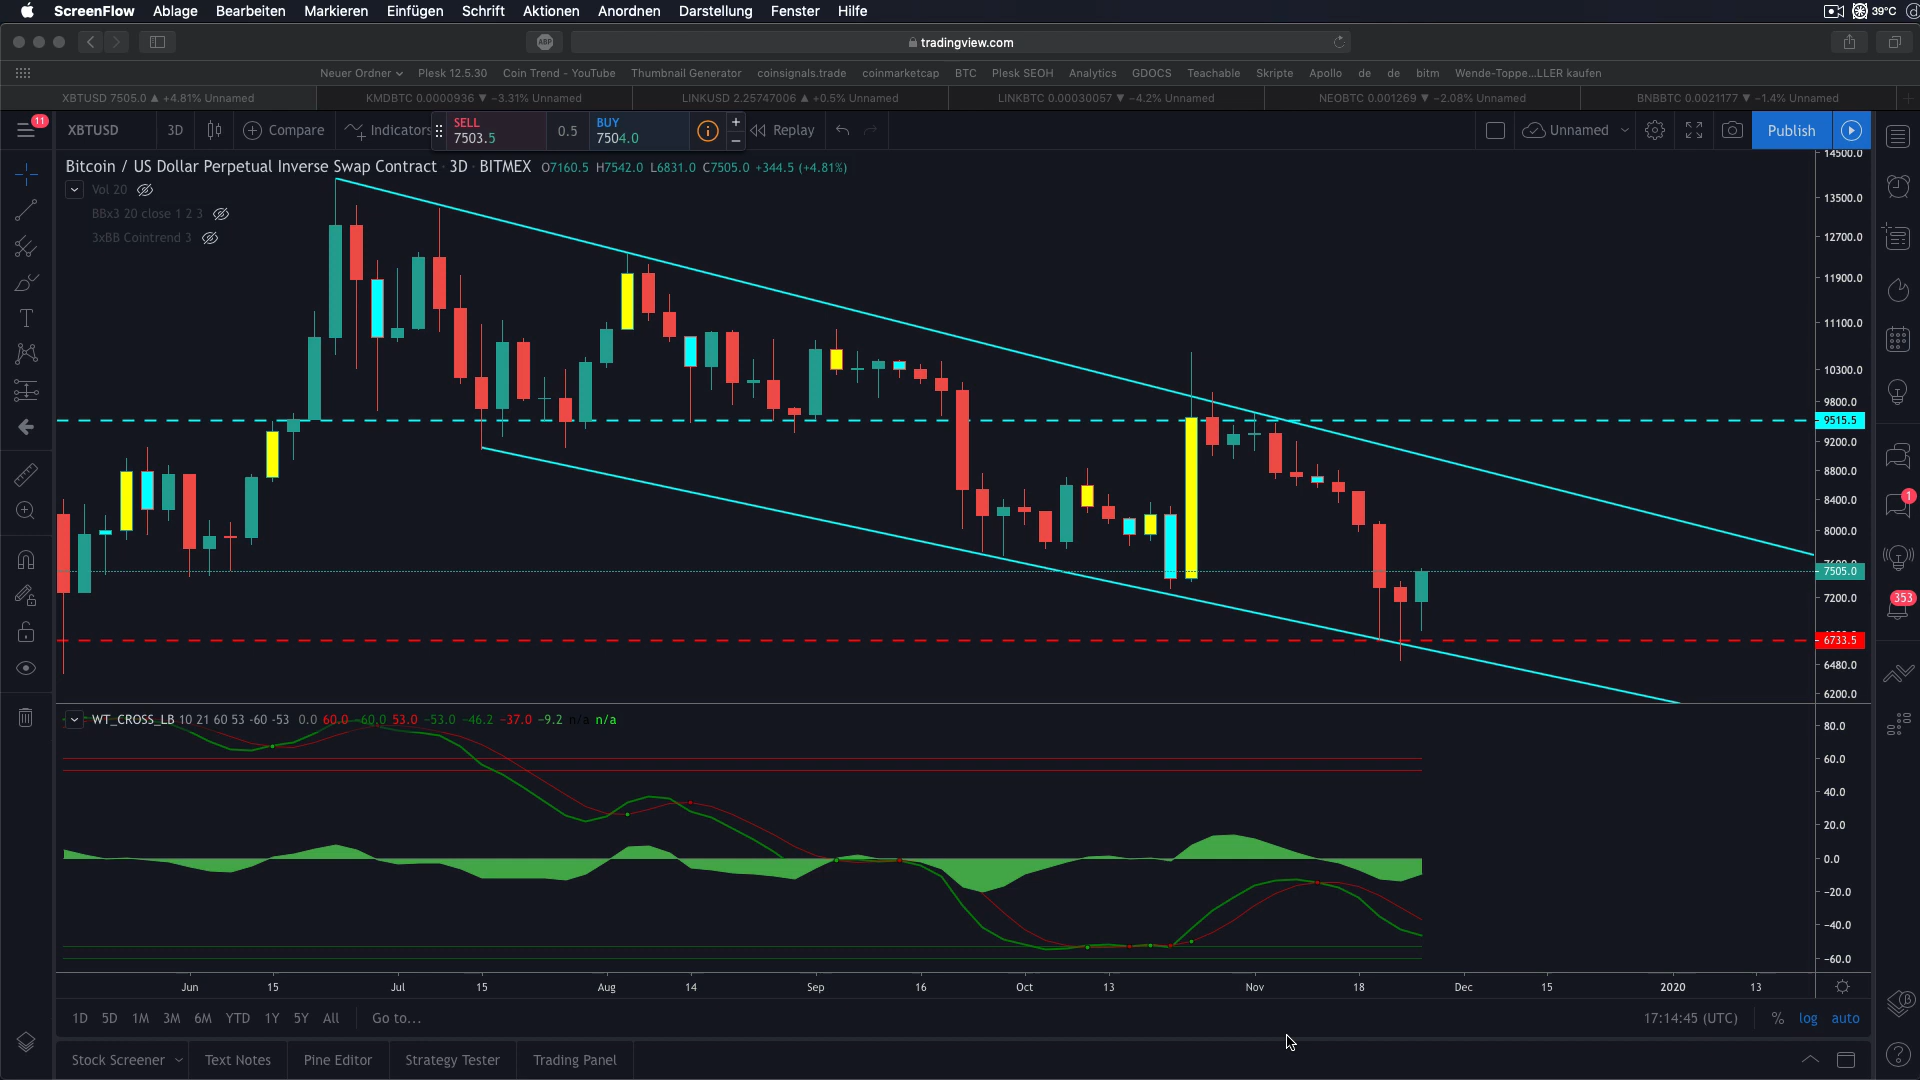 ScreenFlow Ablage Bearbeiten Markieren Einfügen Schrift Aktionen Anordnen Darstellung Fenster Hilfe 39°C
ABP tradingview.com
Neuer Ordner Plesk 12.5.30 Coin Trend - YouTube Thumbnail Generator coinsignals.trade coinmarketcap BTC Plesk SEOH Analytics GDOCS Teachable Skripte Apollo de de bitm Wende-Toppe...LLER kaufen
XBTUSD 7505.0 ▲ +4.81% Unnamed KMDBTC 0.0000936 ▼ −3.31% Unnamed LINKUSD 2.25747006 ▲ +0.5% Unnamed LINKBTC 0.00030057 ▼ −4.2% Unnamed NEOBTC 0.001269 ▼ −2.08% Unnamed BNBBTC 0.0021177 ▼ −1.4% Unnamed
11
XBTUSD 3D Compare Indicators SELL 7503.5 0.5 BUY 7504.0 Replay Unnamed Publish
Bitcoin / US Dollar Perpetual Inverse Swap Contract · 3D · BITMEX O7160.5 H7542.0 L6831.0 C7505.0 +344.5 (+4.81%)
Vol 20
BBx3 20 close 1 2 3
3xBB Cointrend 3
14500.0
13500.0
12700.0
11900.0
11100.0
10300.0
9800.0
9515.5
9200.0
8800.0
8400.0
1
8000.0
7505.0
7200.0
353
6733.5
6480.0
6200.0
WT_CROSS_LB 10 21 60 53 -60 -53 0.0 60.0 −60.0 53.0 −53.0 −46.2 −37.0 −9.2 n/a n/a
80.0
60.0
40.0
20.0
0.0
−20.0
−40.0
−60.0
Jun 15 Jul 15 Aug 14 Sep 16 Oct 13 Nov 18 Dec 15 2020 13
1D 5D 1M 3M 6M YTD 1Y 5Y All Go to... 17:14:45 (UTC) % log auto
Stock Screener Text Notes Pine Editor Strategy Tester Trading Panel